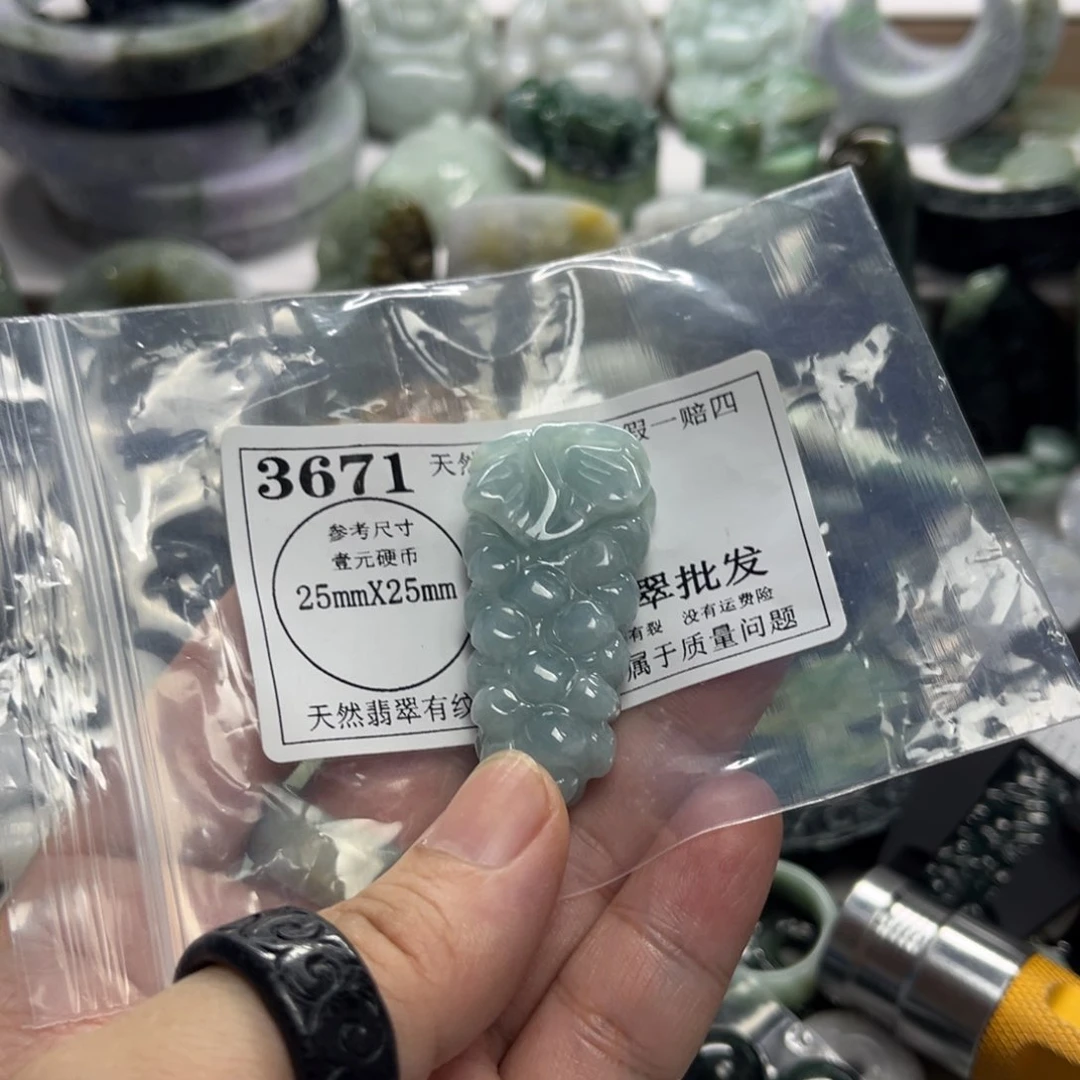 3671 天然
假一赔四
参考尺寸
壹元硬币
25mmX25mm
翠批发
有裂 没有运费险
天然翡翠有纹
属于质量问题